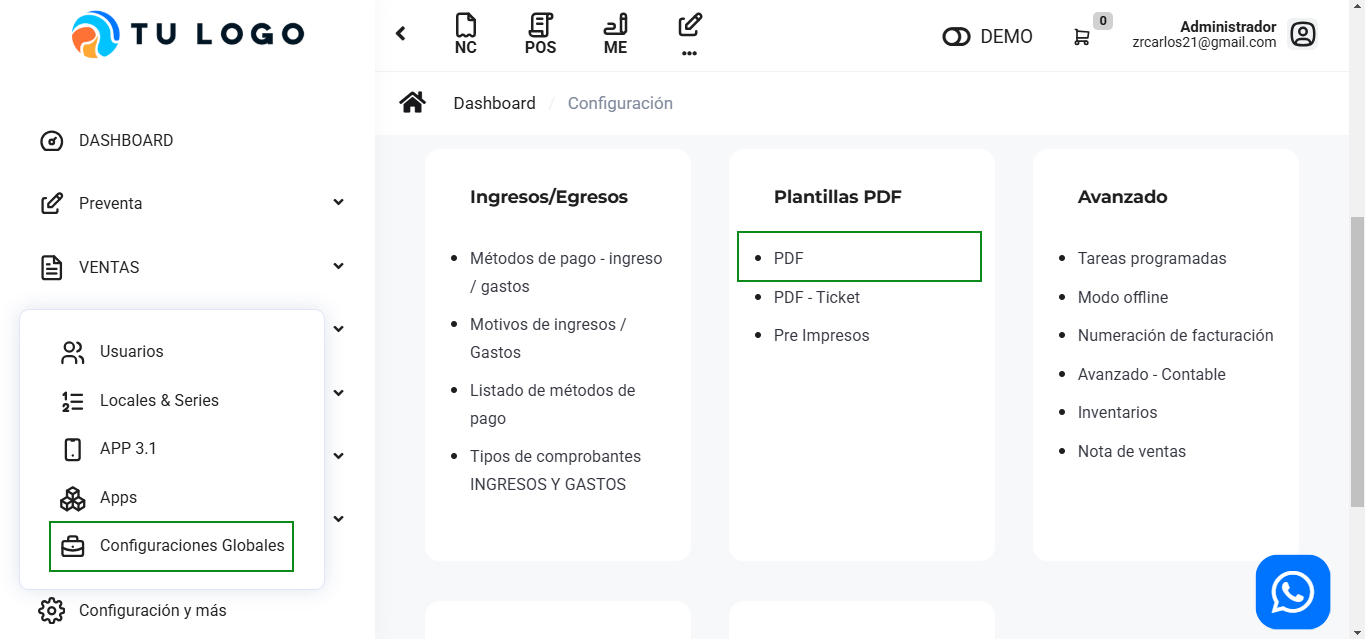 TU LOGO
NC
POS
ME
...
DEMO
0
Administrador
zrcarlos21@gmail.com
Dashboard / Configuración
DASHBOARD
Preventa
VENTAS
Usuarios
Locales & Series
APP 3.1
Apps
Configuraciones Globales
Configuración y más
Ingresos/Egresos
• Métodos de pago - ingreso
/ gastos
• Motivos de ingresos /
Gastos
• Listado de métodos de
pago
• Tipos de comprobantes
INGRESOS Y GASTOS
Plantillas PDF
• PDF
• PDF - Ticket
• Pre Impresos
Avanzado
• Tareas programadas
• Modo offline
• Numeración de facturación
• Avanzado - Contable
• Inventarios
• Nota de ventas